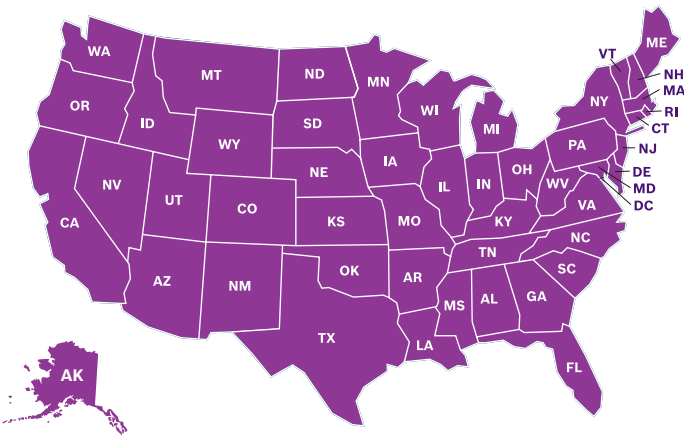 WA
MT
ND
MN
ME
VT
NH
MA
OR
ID
WY
SD
WI
MI
NY
RI
CT
NJ
PA
NV
UT
CO
NE
IA
IL
IN
OH
WV
DE
MD
DC
CA
KS
MO
KY
VA
AZ
NM
OK
AR
TN
NC
SC
TX
LA
MS
AL
GA
FL
AK